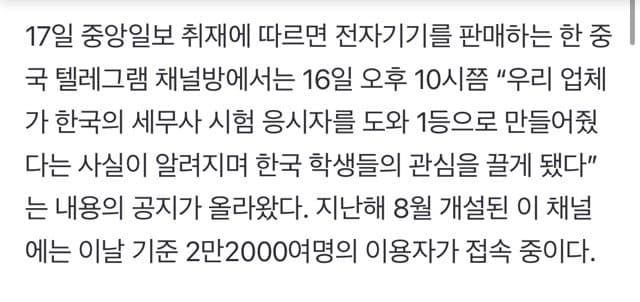 17일 중앙일보 취재에 따르면 전자기기를 판매하는 한 중
국 텔레그램 채널방에서는 16일 오후 10시쯤 “우리 업체
가 한국의 세무사 시험 응시자를 도와 1등으로 만들어줬
다는 사실이 알려지며 한국 학생들의 관심을 끌게 됐다”
는 내용의 공지가 올라왔다. 지난해 8월 개설된 이 채널
에는 이날 기준 2만2000여명의 이용자가 접속 중이다.